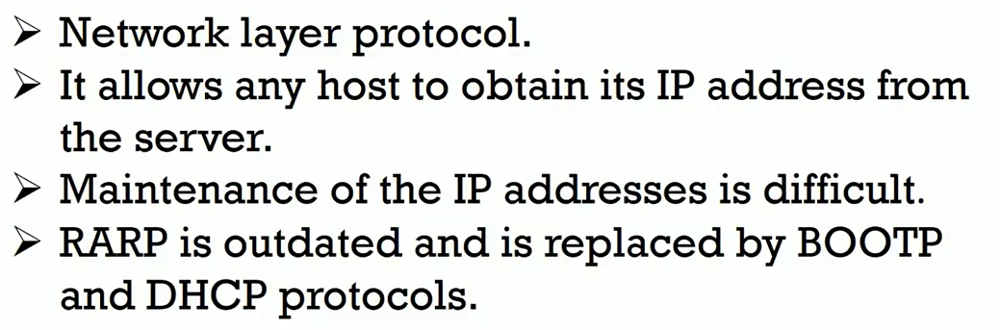 ➢ Network layer protocol.
➢ It allows any host to obtain its IP address from
the server.
➢ Maintenance of the IP addresses is difficult.
➢ RARP is outdated and is replaced by BOOTP
and DHCP protocols.